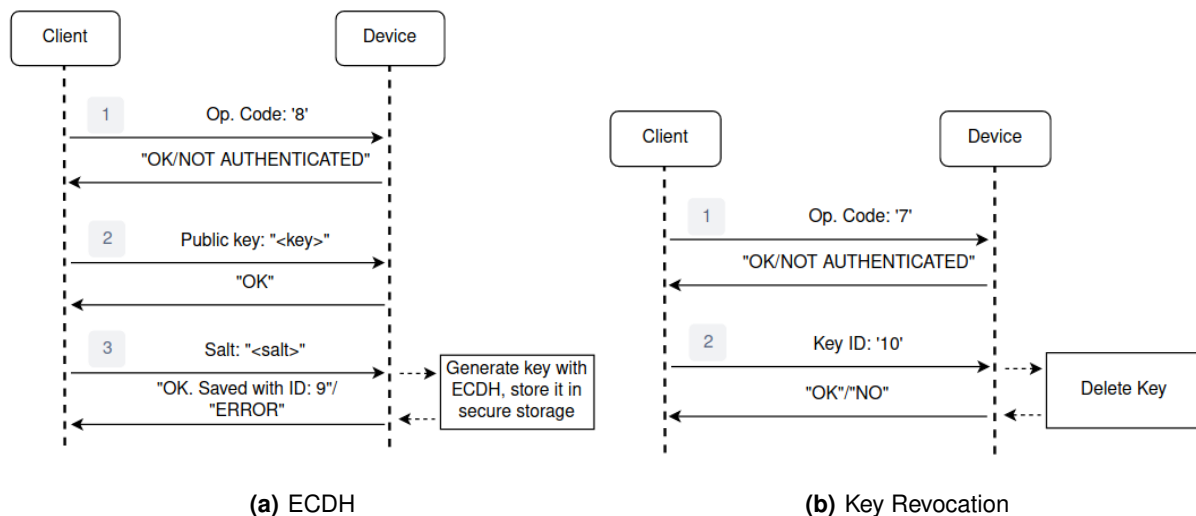 Client
Device
1
Op. Code: '8'
"OK/NOT AUTHENTICATED"
2
Public key: "<key>"
"OK"
3
Salt: "<salt>"
"OK. Saved with ID: 9"/
"ERROR"
Generate key with
ECDH, store it in
secure storage
(a) ECDH
Client
Device
1
Op. Code: '7'
"OK/NOT AUTHENTICATED"
2
Key ID: '10'
"OK"/"NO"
Delete Key
(b) Key Revocation